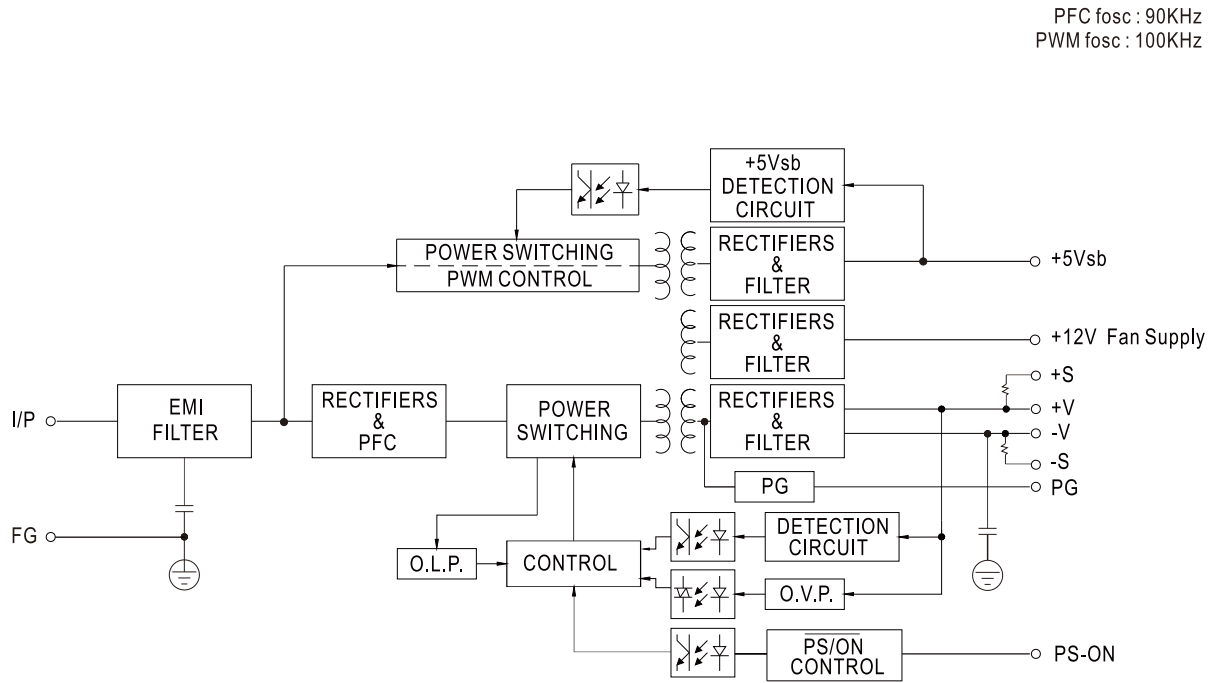 PFC fosc : 90KHz
PWM fosc : 100KHz
+5Vsb
DETECTION
CIRCUIT
POWER SWITCHING
PWM CONTROL
RECTIFIERS
&
FILTER
+5Vsb
RECTIFIERS
&
FILTER
+12V Fan Supply
I/P
EMI
FILTER
RECTIFIERS
&
PFC
POWER
SWITCHING
RECTIFIERS
&
FILTER
+S
+V
-V
-S
PG
PG
FG
O.L.P.
CONTROL
DETECTION
CIRCUIT
O.V.P.
PS/ON
CONTROL
PS-ON